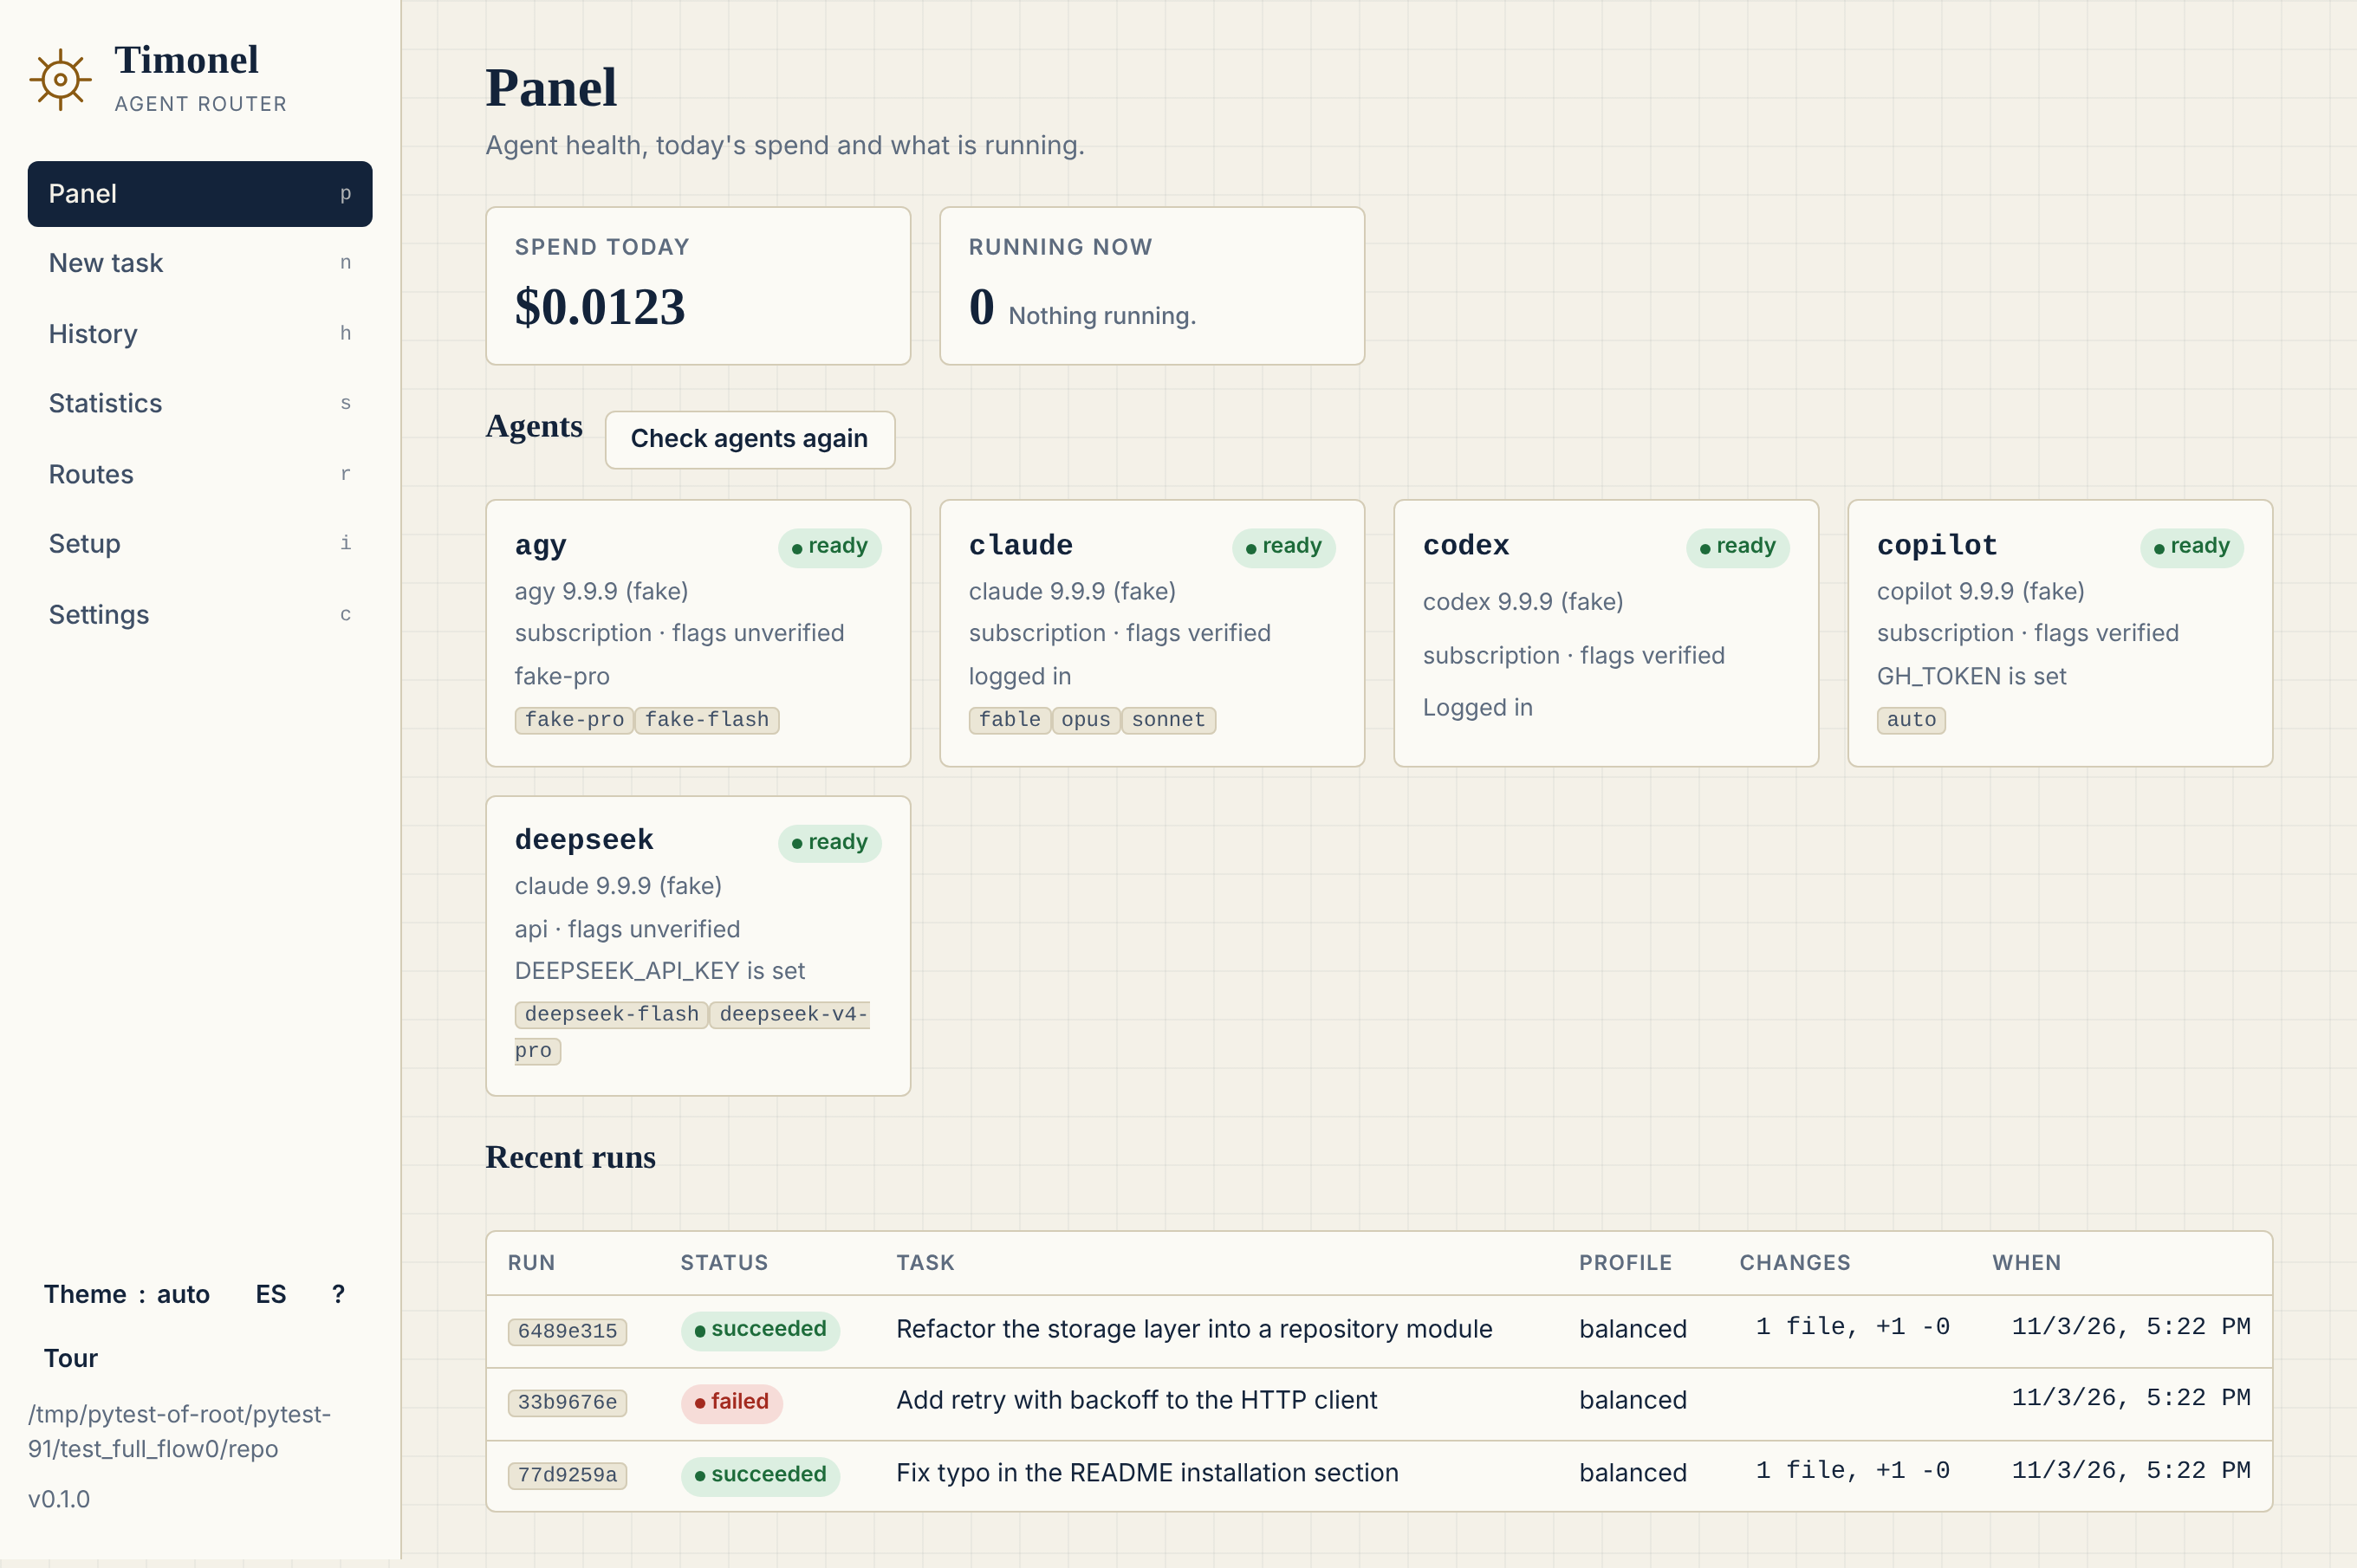 Timonel
AGENT ROUTER
Panel p
New task n
History h
Statistics s
Routes r
Setup i
Settings c
Theme : auto ES ?
Tour
/tmp/pytest-of-root/pytest-
91/test_full_flow0/repo
v0.1.0
Panel
Agent health, today's spend and what is running.
SPEND TODAY
$0.0123
RUNNING NOW
0 Nothing running.
Agents Check agents again
agy ready
agy 9.9.9 (fake)
subscription · flags unverified
fake-pro
fake-pro fake-flash
claude ready
claude 9.9.9 (fake)
subscription · flags verified
logged in
fable opus sonnet
codex ready
codex 9.9.9 (fake)
subscription · flags verified
Logged in
copilot ready
copilot 9.9.9 (fake)
subscription · flags verified
GH_TOKEN is set
auto
deepseek ready
claude 9.9.9 (fake)
api · flags unverified
DEEPSEEK_API_KEY is set
deepseek-flash deepseek-v4-
pro
Recent runs
RUN STATUS TASK PROFILE CHANGES WHEN
6489e315 succeeded Refactor the storage layer into a repository module balanced 1 file, +1 -0 11/3/26, 5:22 PM
33b9676e failed Add retry with backoff to the HTTP client balanced 11/3/26, 5:22 PM
77d9259a succeeded Fix typo in the README installation section balanced 1 file, +1 -0 11/3/26, 5:22 PM